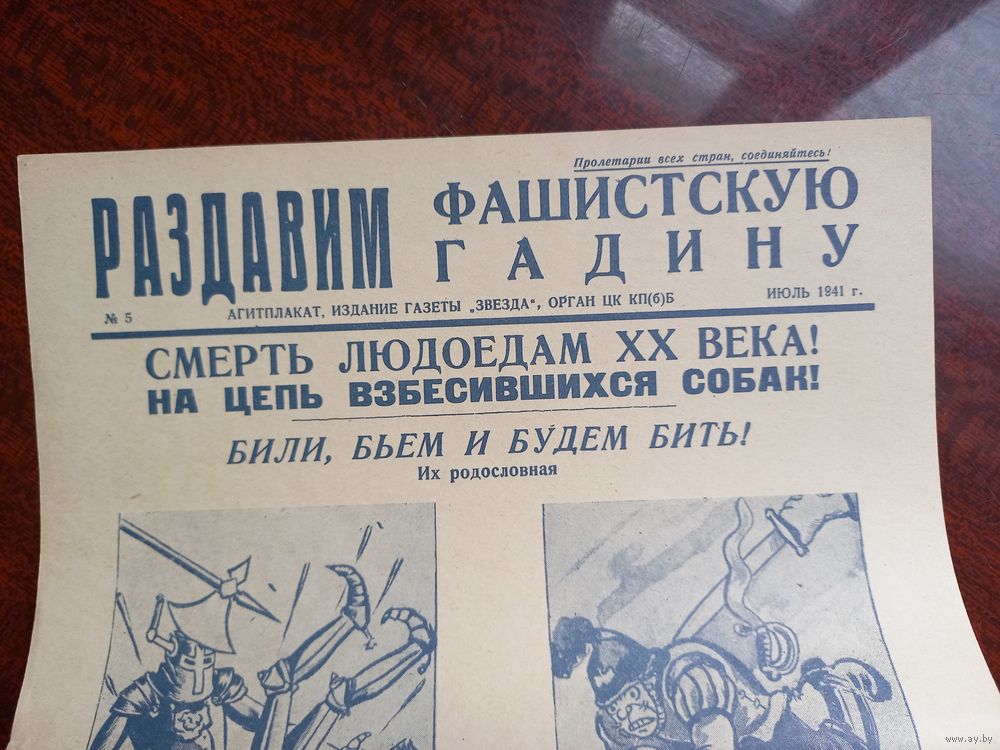 Пролетарии всех стран, соединяйтесь!
РАЗДАВИМ ФАШИСТСКУЮ
ГАДИНУ
№ 5
АГИТПЛАКАТ, ИЗДАНИЕ ГАЗЕТЫ „ЗВЕЗДА“, ОРГАН ЦК КП(б)Б
ИЮЛЬ 1941 г.
СМЕРТЬ ЛЮДОЕДАМ XX ВЕКА!
НА ЦЕПЬ ВЗБЕСИВШИХСЯ СОБАК!
БИЛИ, БЬЕМ И БУДЕМ БИТЬ!
Их родословная
www.ay.by